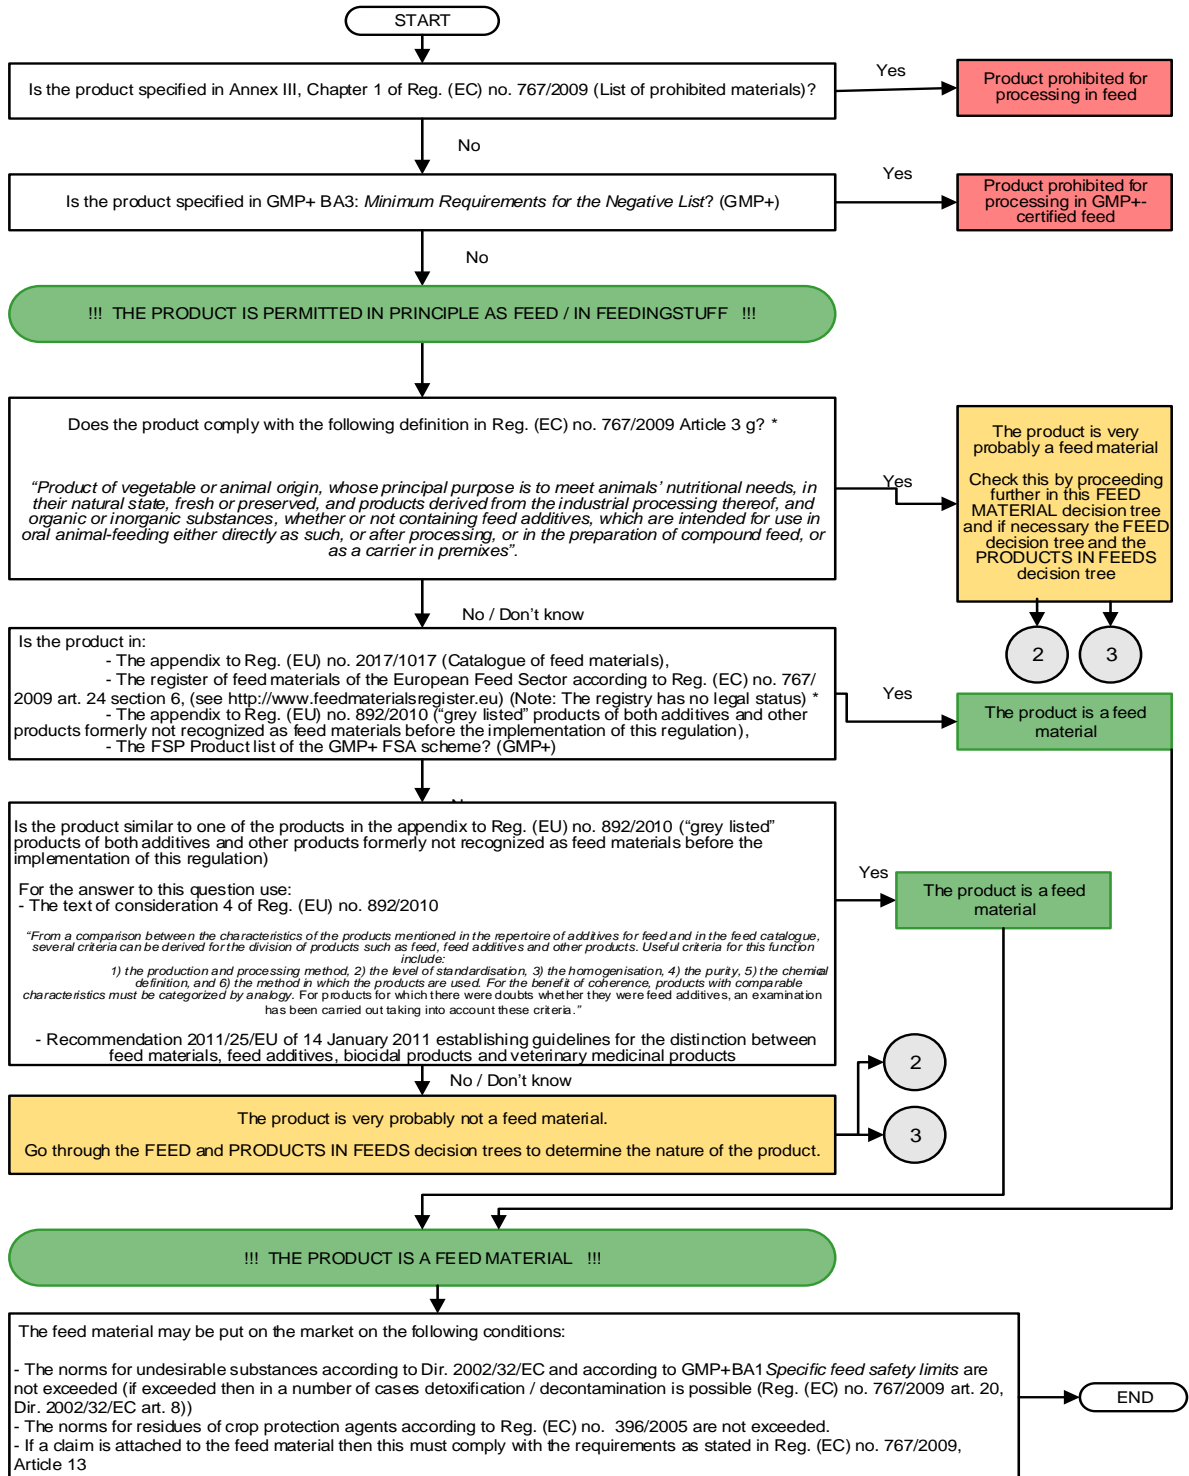 START
Is the product specified in Annex III, Chapter 1 of Reg. (EC) no. 767/2009 (List of prohibited materials)?
Yes
Product prohibited for
processing in feed
No
Is the product specified in GMP+ BA3: Minimum Requirements for the Negative List? (GMP+)
Yes
Product prohibited for
processing in GMP+-
certified feed
No
!!! THE PRODUCT IS PERMITTED IN PRINCIPLE AS FEED / IN FEEDINGSTUFF !!!
Does the product comply with the following definition in Reg. (EC) no. 767/2009 Article 3 g? *
“Product of vegetable or animal origin, whose principal purpose is to meet animals’ nutritional needs, in
their natural state, fresh or preserved, and products derived from the industrial processing thereof, and
organic or inorganic substances, whether or not containing feed additives, which are intended for use in
oral animal-feeding either directly as such, or after processing, or in the preparation of compound feed, or
as a carrier in premixes”.
Yes
The product is very
probably a feed material
Check this by proceeding
further in this FEED
MATERIAL decision tree
and if necessary the FEED
decision tree and the
PRODUCTS IN FEEDS
decision tree
2
3
No / Don’t know
Is the product in:
- The appendix to Reg. (EU) no. 2017/1017 (Catalogue of feed materials),
- The register of feed materials of the European Feed Sector according to Reg. (EC) no. 767/
2009 art. 24 section 6, (see http://www.feedmaterialsregister.eu) (Note: The registry has no legal status) *
- The appendix to Reg. (EU) no. 892/2010 (“grey listed” products of both additives and other
products formerly not recognized as feed materials before the implementation of this regulation),
- The FSP Product list of the GMP+ FSA scheme? (GMP+)
Yes
The product is a feed
material
Is the product similar to one of the products in the appendix to Reg. (EU) no. 892/2010 (“grey listed”
products of both additives and other products formerly not recognized as feed materials before the
implementation of this regulation)
For the answer to this question use:
- The text of consideration 4 of Reg. (EU) no. 892/2010
“From a comparison between the characteristics of the products mentioned in the repertoire of additives for feed and in the feed catalogue,
several criteria can be derived for the division of products such as feed, feed additives and other products. Useful criteria for this function
include:
1) the production and processing method, 2) the level of standardisation, 3) the homogenisation, 4) the purity, 5) the chemical
definition, and 6) the method in which the products are used. For the benefit of coherence, products with comparable
characteristics must be categorized by analogy. For products for which there were doubts whether they were feed additives, an examination
has been carried out taking into account these criteria.”
- Recommendation 2011/25/EU of 14 January 2011 establishing guidelines for the distinction between
feed materials, feed additives, biocidal products and veterinary medicinal products
Yes
The product is a feed
material
No / Don’t know
The product is very probably not a feed material.
Go through the FEED and PRODUCTS IN FEEDS decision trees to determine the nature of the product.
2
3
!!! THE PRODUCT IS A FEED MATERIAL !!!
The feed material may be put on the market on the following conditions:
- The norms for undesirable substances according to Dir. 2002/32/EC and according to GMP+BA1 Specific feed safety limits are
not exceeded (if exceeded then in a number of cases detoxification / decontamination is possible (Reg. (EC) no. 767/2009 art. 20,
Dir. 2002/32/EC art. 8))
- The norms for residues of crop protection agents according to Reg. (EC) no. 396/2005 are not exceeded.
- If a claim is attached to the feed material then this must comply with the requirements as stated in Reg. (EC) no. 767/2009,
Article 13
END